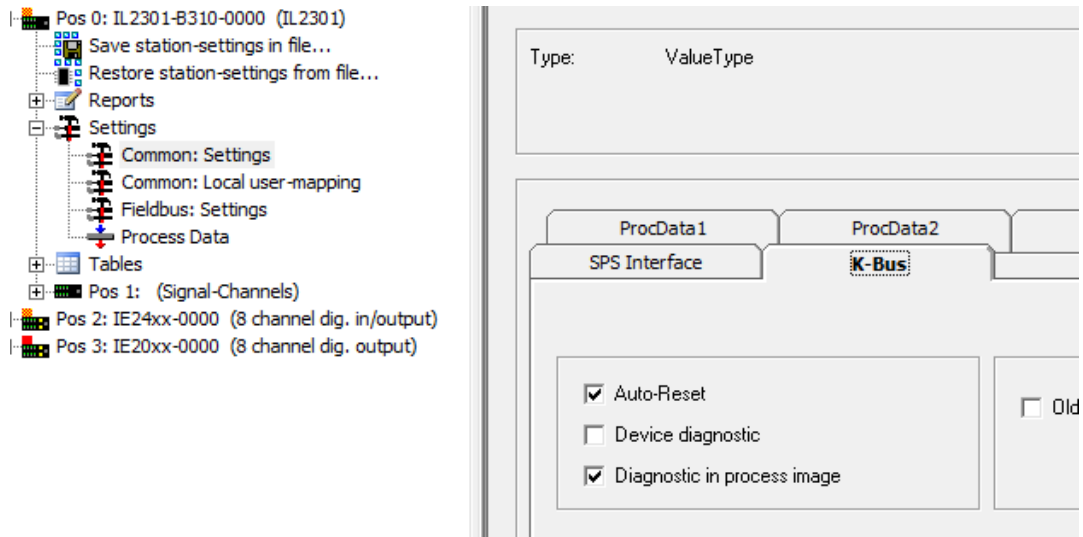 Pos 0: IL2301-B310-0000 (IL2301)
Save station-settings in file...
Restore station-settings from file...
Reports
Settings
Common: Settings
Common: Local user-mapping
Fieldbus: Settings
Process Data
Tables
Pos 1: (Signal-Channels)
Pos 2: IE24xx-0000 (8 channel dig. in/output)
Pos 3: IE20xx-0000 (8 channel dig. output)
Type: ValueType
ProcData1 ProcData2
SPS Interface K-Bus
Auto-Reset
Device diagnostic
Diagnostic in process image
Old